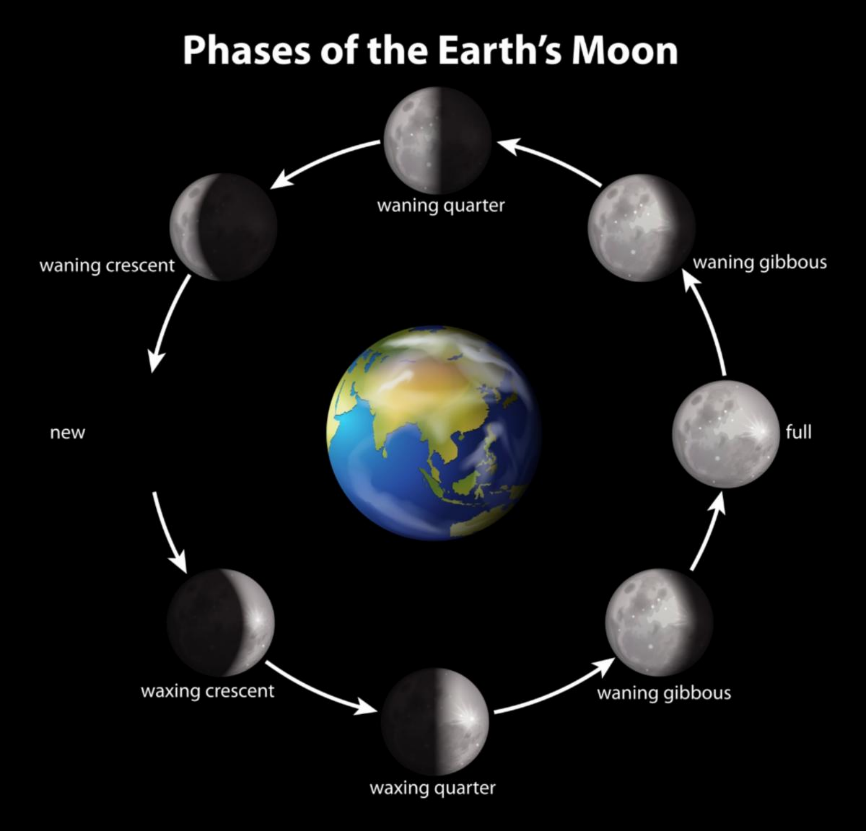 Phases of the Earth's Moon
waning quarter
waning crescent
waning gibbous
new
full
waxing crescent
waning gibbous
waxing quarter